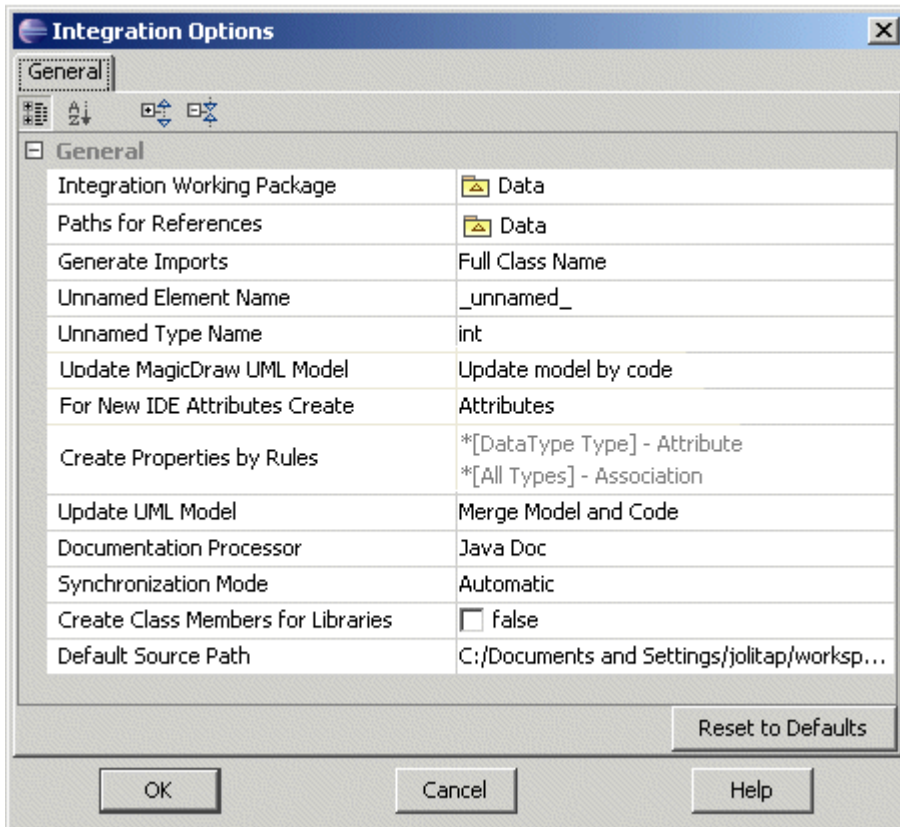 Integration Options
General
General
Integration Working Package Data
Paths for References Data
Generate Imports Full Class Name
Unnamed Element Name _unnamed_
Unnamed Type Name int
Update MagicDraw UML Model Update model by code
For New IDE Attributes Create Attributes
Create Properties by Rules *[DataType Type] - Attribute
*[All Types] - Association
Update UML Model Merge Model and Code
Documentation Processor Java Doc
Synchronization Mode Automatic
Create Class Members for Libraries false
Default Source Path C:/Documents and Settings/jolitap/worksp...
Reset to Defaults
OK Cancel Help